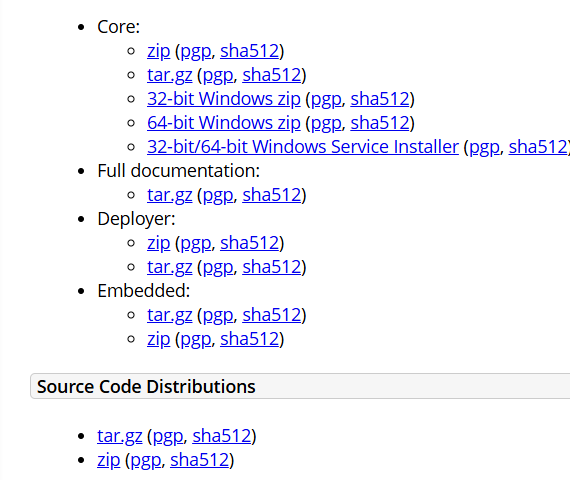 Core:
zip (pgp, sha512)
tar.gz (pgp, sha512)
32-bit Windows zip (pgp, sha512)
64-bit Windows zip (pgp, sha512)
32-bit/64-bit Windows Service Installer (pgp, sha512)
Full documentation:
tar.gz (pgp, sha512)
Deployer:
zip (pgp, sha512)
tar.gz (pgp, sha512)
Embedded:
tar.gz (pgp, sha512)
zip (pgp, sha512)
Source Code Distributions
tar.gz (pgp, sha512)
zip (pgp, sha512)